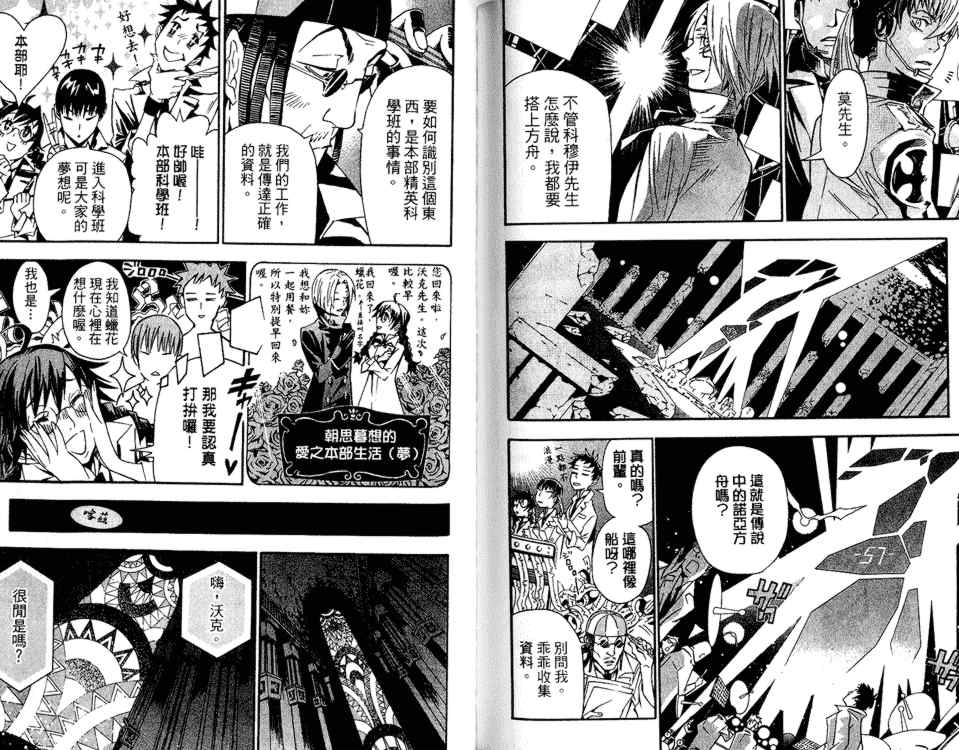 莫先生。
不管科穆伊先生
怎麼說，我都要
搭上方舟。
這就是傳說
中的諾亞方
舟嗎？
57
一點都不
浪漫
真的嗎？
前輩。
這哪裡像
船呀？
別問我。
乖乖收集
資料。
要如何識別這個東
西，是本部精英科
學班的事情。
我們的工作，
就是傳達正確
的資料。
好想去！
本部耶！
哇——！
好帥喔！
本部科學班！
進入科學班
可是大家的
夢想呢。
您回來啦，
沃克先生，這次
比較早
喔。
我回來了，
蠟花。
我想和妳
一起用餐，
所以特別提早回來
喔。
朝思暮想的
愛之本部生活（夢）
那我要認真
打拚囉！
我知道蠟花
現在心裡在
想什麼喔。
我也是…
嗨，沃克。
很閒是嗎？